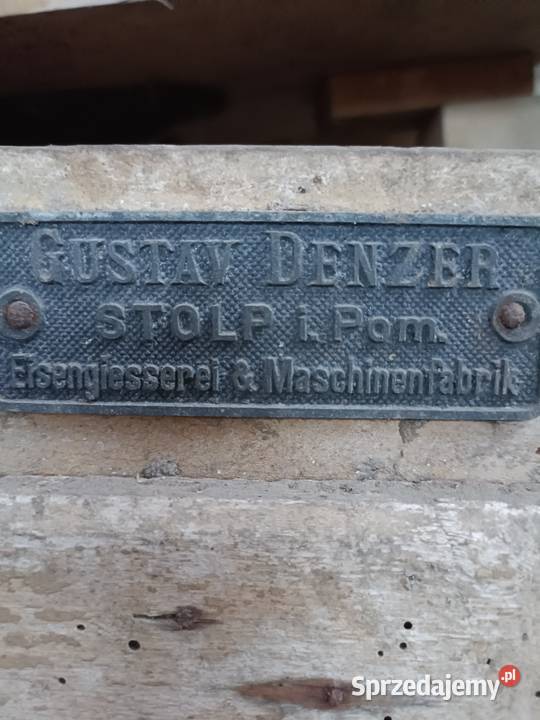 GUSTAV DENZER
STOLP i. Pom.
Eisengiesserei & Maschinenfabrik
Sprzedajemy.pl